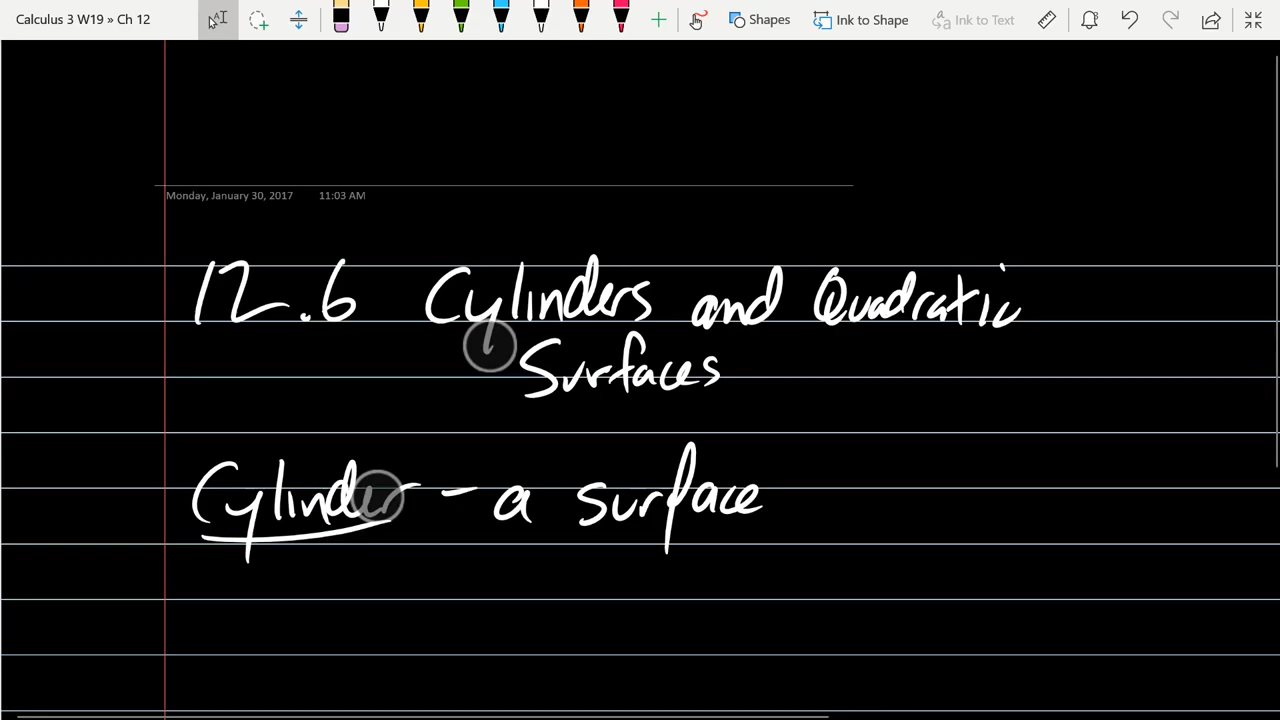 Calculus 3 W19 » Ch 12
Shapes
Ink to Shape
Ink to Text
Monday, January 30, 2017 11:03 AM
12.6 Cylinders and Quadratic
Surfaces
Cylinder - a surface